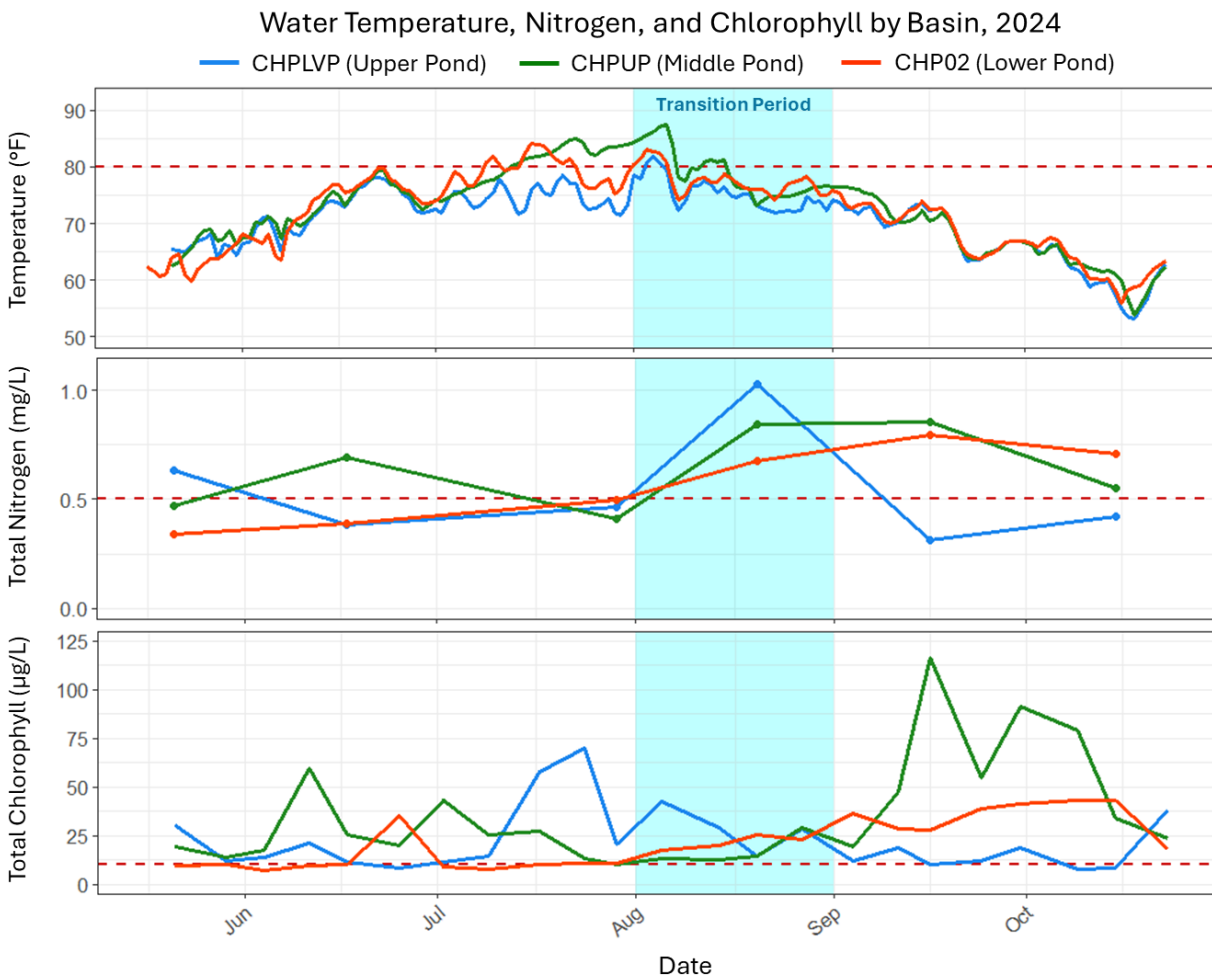 Water Temperature, Nitrogen, and Chlorophyll by Basin, 2024
CHPLVP (Upper Pond) CHPUP (Middle Pond) CHP02 (Lower Pond)
Transition Period
Temperature (°F)
90
80
70
60
50
Total Nitrogen (mg/L)
1.0
0.5
0.0
Total Chlorophyll (µg/L)
125
100
75
50
25
0
Jun Jul Aug Sep Oct
Date